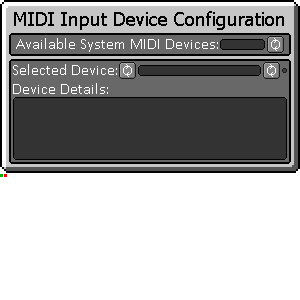 MIDI Input Device Configuration
Available System MIDI Devices:
Selected Device:
Device Details: